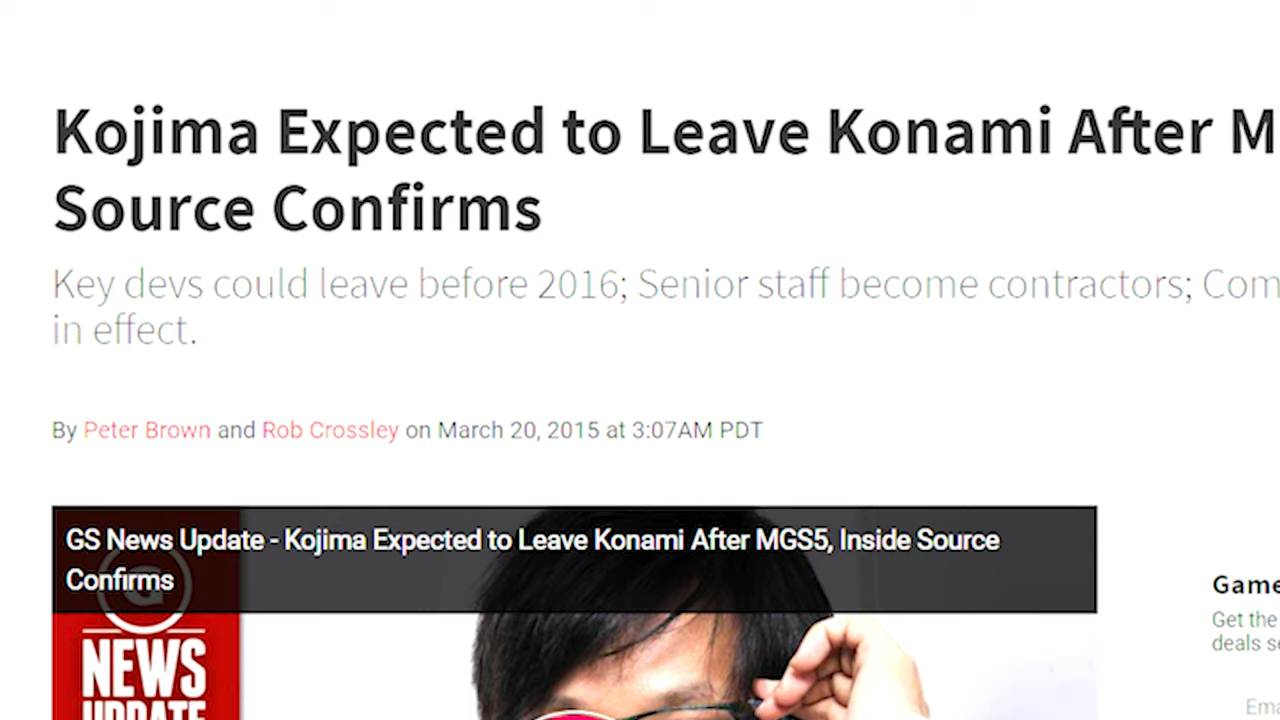 Kojima Expected to Leave Konami After M
Source Confirms
Key devs could leave before 2016; Senior staff become contractors; Com
in effect.
By Peter Brown and Rob Crossley on March 20, 2015 at 3:07AM PDT
GS News Update - Kojima Expected to Leave Konami After MGS5, Inside Source
Confirms
NEWS
UPDATE
Game
Get the
deals s
Ema